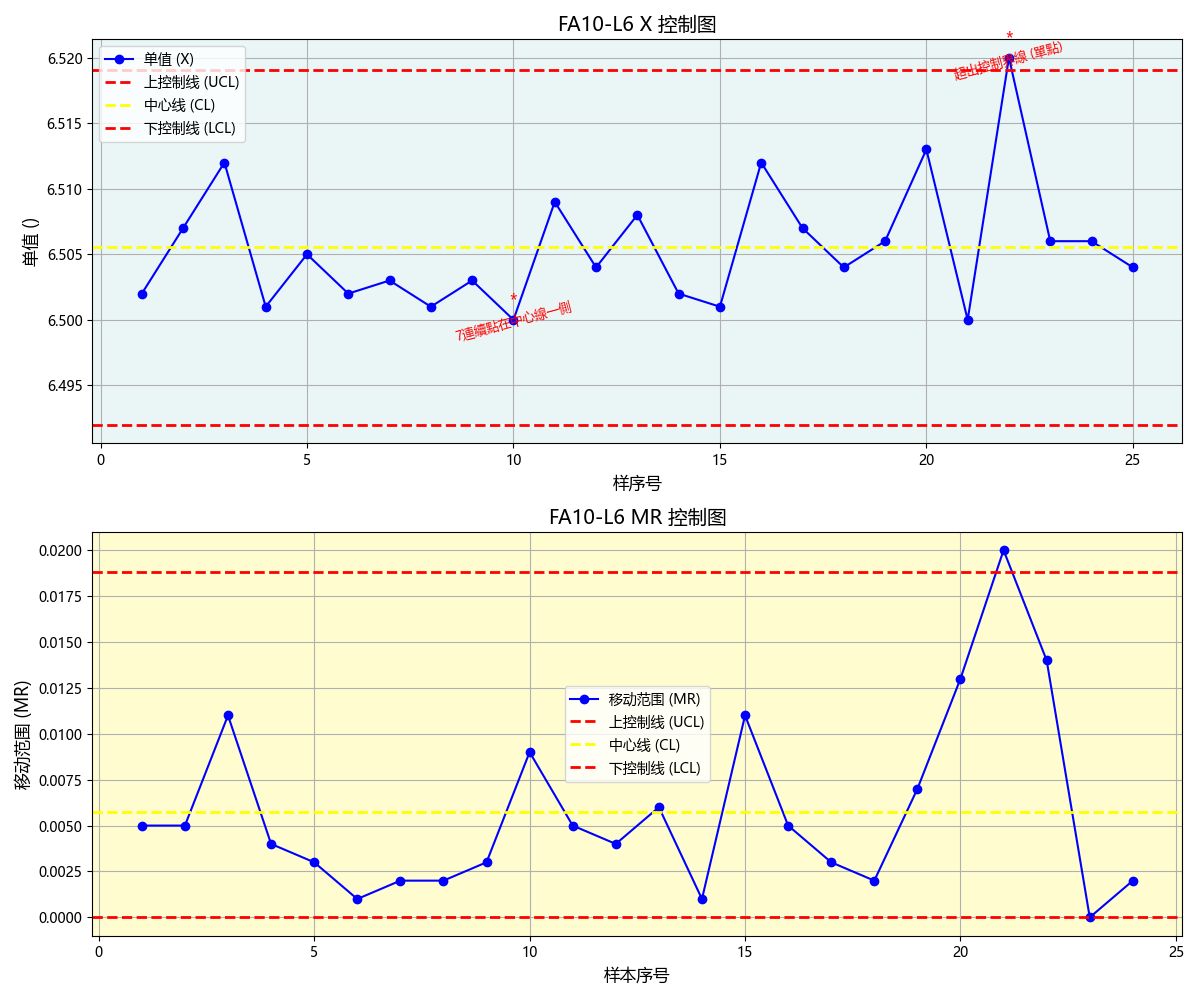 FA10-L6 X 控制图
单值 ()
6.520
6.515
6.510
6.505
6.500
6.495
单值 (X)
上控制线 (UCL)
中心线 (CL)
下控制线 (LCL)
*
超出控制界線 (單點)
*
7連續點在中心線一側
0 5 10 15 20 25
样序号
FA10-L6 MR 控制图
移动范围 (MR)
0.0200
0.0175
0.0150
0.0125
0.0100
0.0075
0.0050
0.0025
0.0000
移动范围 (MR)
上控制线 (UCL)
中心线 (CL)
下控制线 (LCL)
0 5 10 15 20 25
样本序号